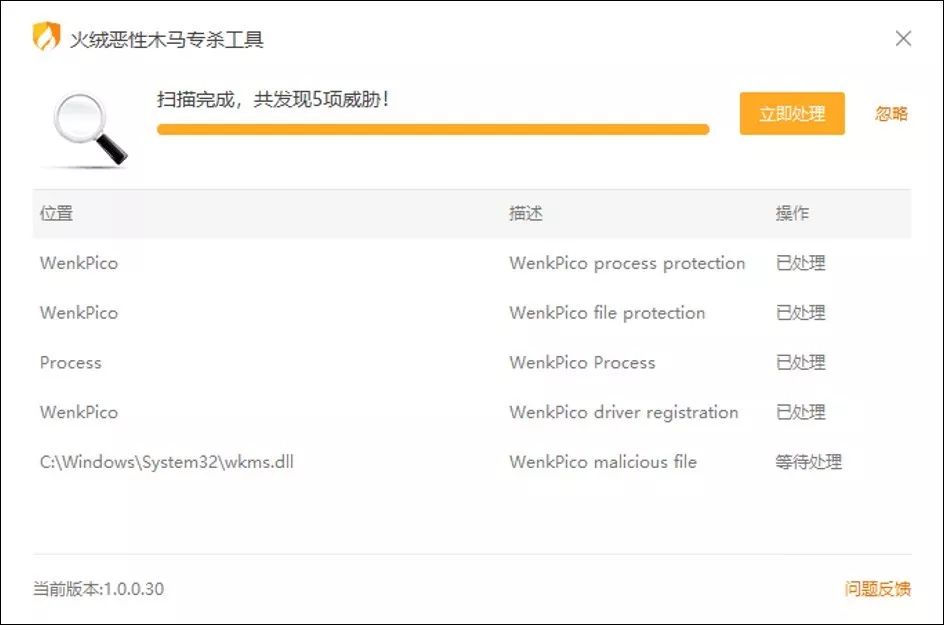 火绒恶性木马专杀工具
扫描完成，共发现5项威胁！
立即处理 忽略
位置 描述 操作
WenkPico WenkPico process protection 已处理
WenkPico WenkPico file protection 已处理
Process WenkPico Process 已处理
WenkPico WenkPico driver registration 已处理
C:\Windows\System32\wkms.dll WenkPico malicious file 等待处理
当前版本:1.0.0.30 问题反馈